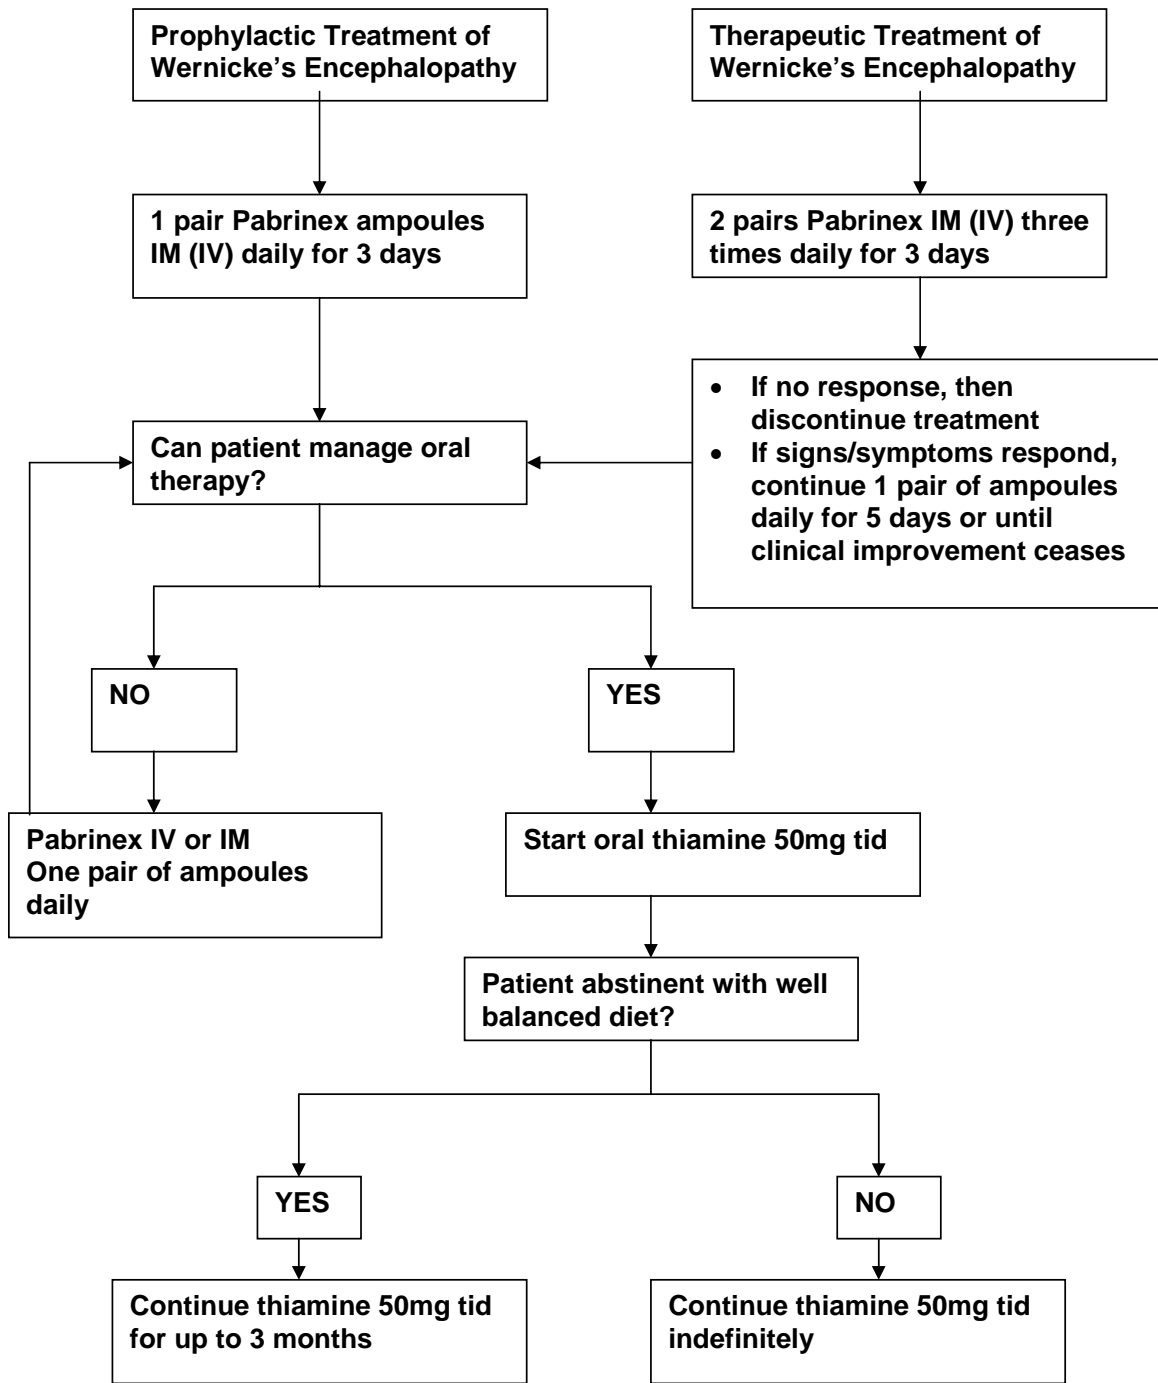 Prophylactic Treatment of
Wernicke’s Encephalopathy
Therapeutic Treatment of
Wernicke’s Encephalopathy
1 pair Pabrinex ampoules
IM (IV) daily for 3 days
2 pairs Pabrinex IM (IV) three
times daily for 3 days
• If no response, then
discontinue treatment
• If signs/symptoms respond,
continue 1 pair of ampoules
daily for 5 days or until
clinical improvement ceases
Can patient manage oral
therapy?
NO
YES
Pabrinex IV or IM
One pair of ampoules
daily
Start oral thiamine 50mg tid
Patient abstinent with well
balanced diet?
YES
NO
Continue thiamine 50mg tid
for up to 3 months
Continue thiamine 50mg tid
indefinitely